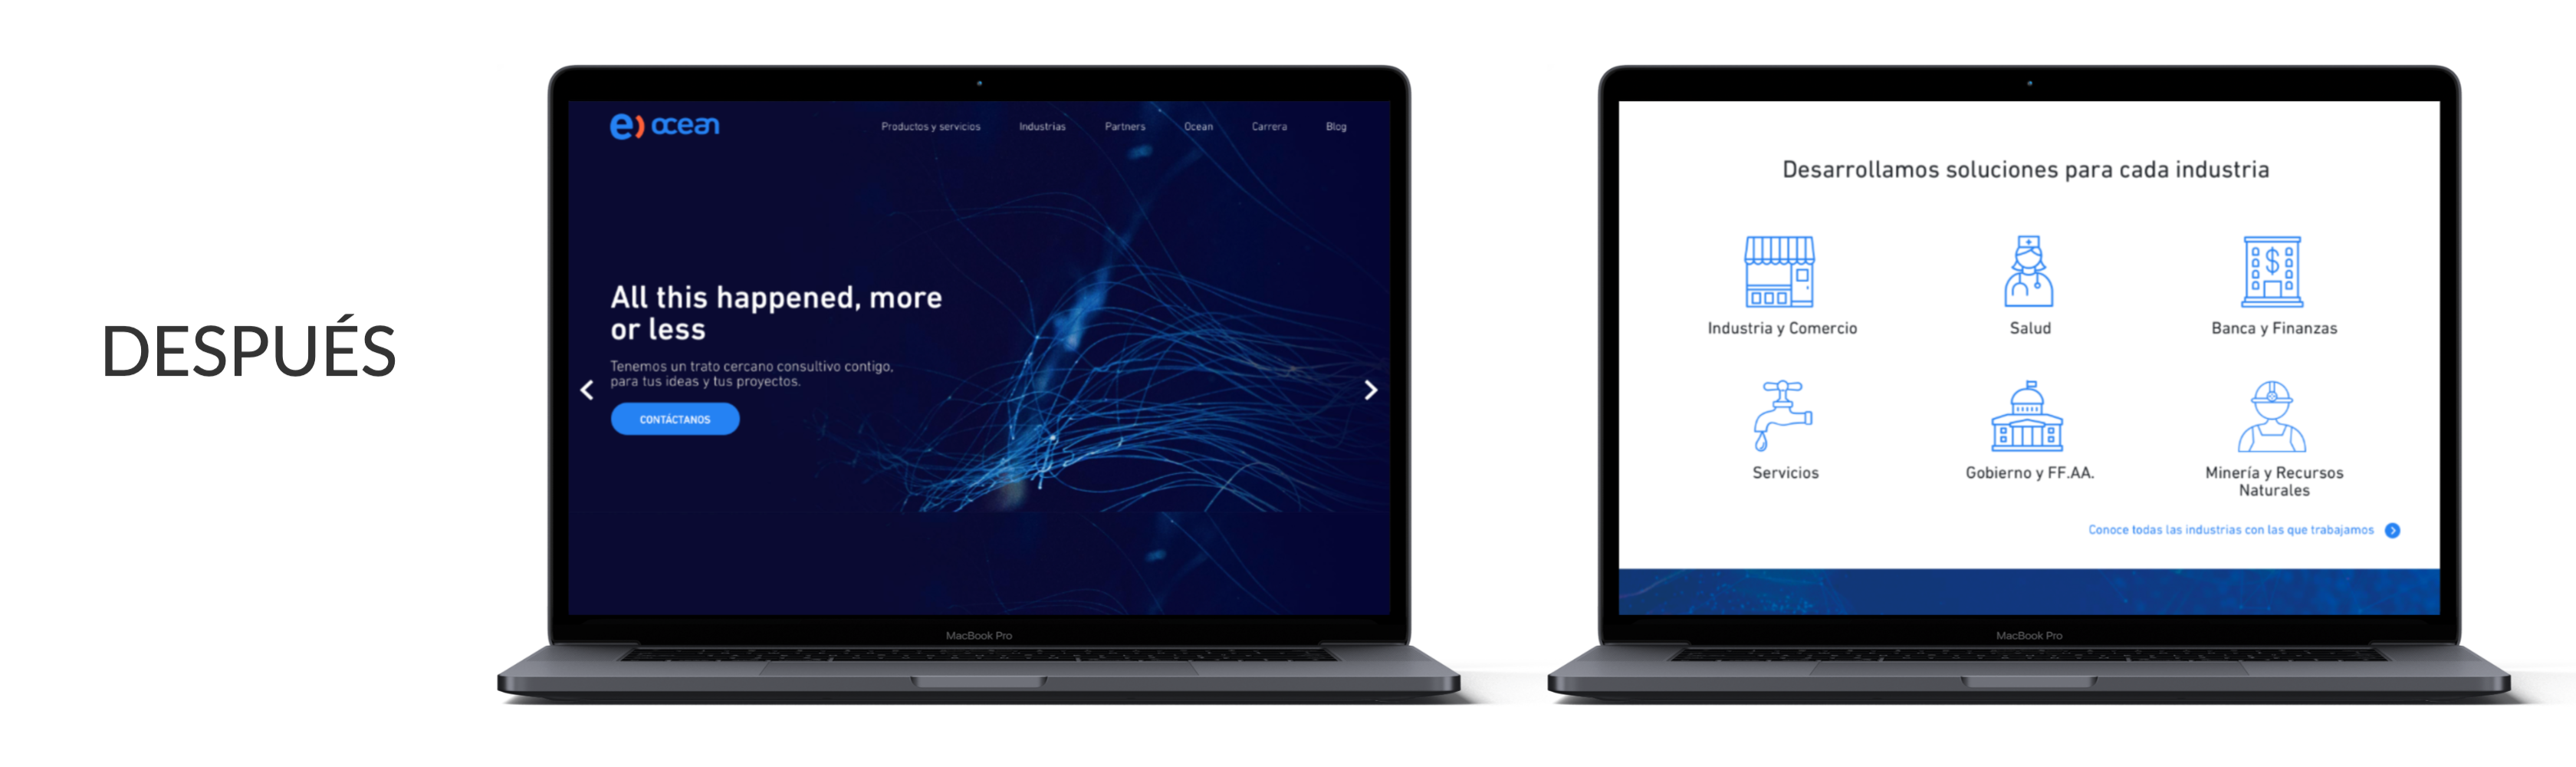 DESPUÉS
e) ocean
Productos y servicios Industrias Partners Ocean Carrera Blog
All this happened, more
or less
Tenemos un trato cercano consultivo contigo,
para tus ideas y tus proyectos.
CONTÁCTANOS
MacBook Pro
Desarrollamos soluciones para cada industria
Industria y Comercio Salud Banca y Finanzas
Servicios Gobierno y FF.AA. Minería y Recursos
Naturales
Conoce todas las industrias con las que trabajamos
MacBook Pro